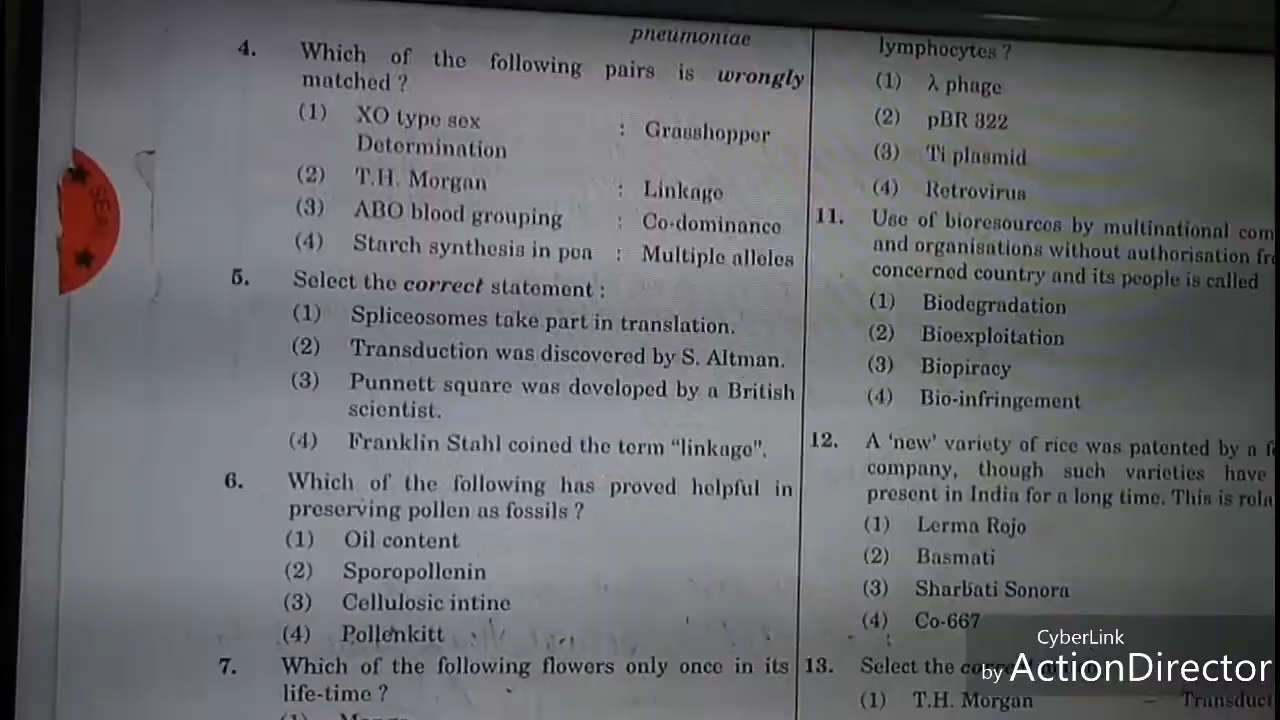 pneumoniae
4. Which of the following pairs is wrongly
matched ?
(1) XO type sex
Determination : Grasshopper
(2) T.H. Morgan : Linkage
(3) ABO blood grouping : Co-dominance
(4) Starch synthesis in pea : Multiple alleles
5. Select the correct statement :
(1) Spliceosomes take part in translation.
(2) Transduction was discovered by S. Altman.
(3) Punnett square was developed by a British
scientist.
(4) Franklin Stahl coined the term “linkage”.
6. Which of the following has proved helpful in
preserving pollen as fossils ?
(1) Oil content
(2) Sporopollenin
(3) Cellulosic intine
(4) Pollenkitt
7. Which of the following flowers only once in its
life-time ?
lymphocytes ?
(1) λ phage
(2) pBR 322
(3) Ti plasmid
(4) Retrovirus
11. Use of bioresources by multinational com
and organisations without authorisation fr
concerned country and its people is called
(1) Biodegradation
(2) Bioexploitation
(3) Biopiracy
(4) Bio-infringement
12. A ‘new’ variety of rice was patented by a f
company, though such varieties have
present in India for a long time. This is rela
(1) Lerma Rojo
(2) Basmati
(3) Sharbati Sonora
(4) Co-667
13. Select the
(1) T.H. Morgan – Transduct
SEAL
CyberLink
by ActionDirector